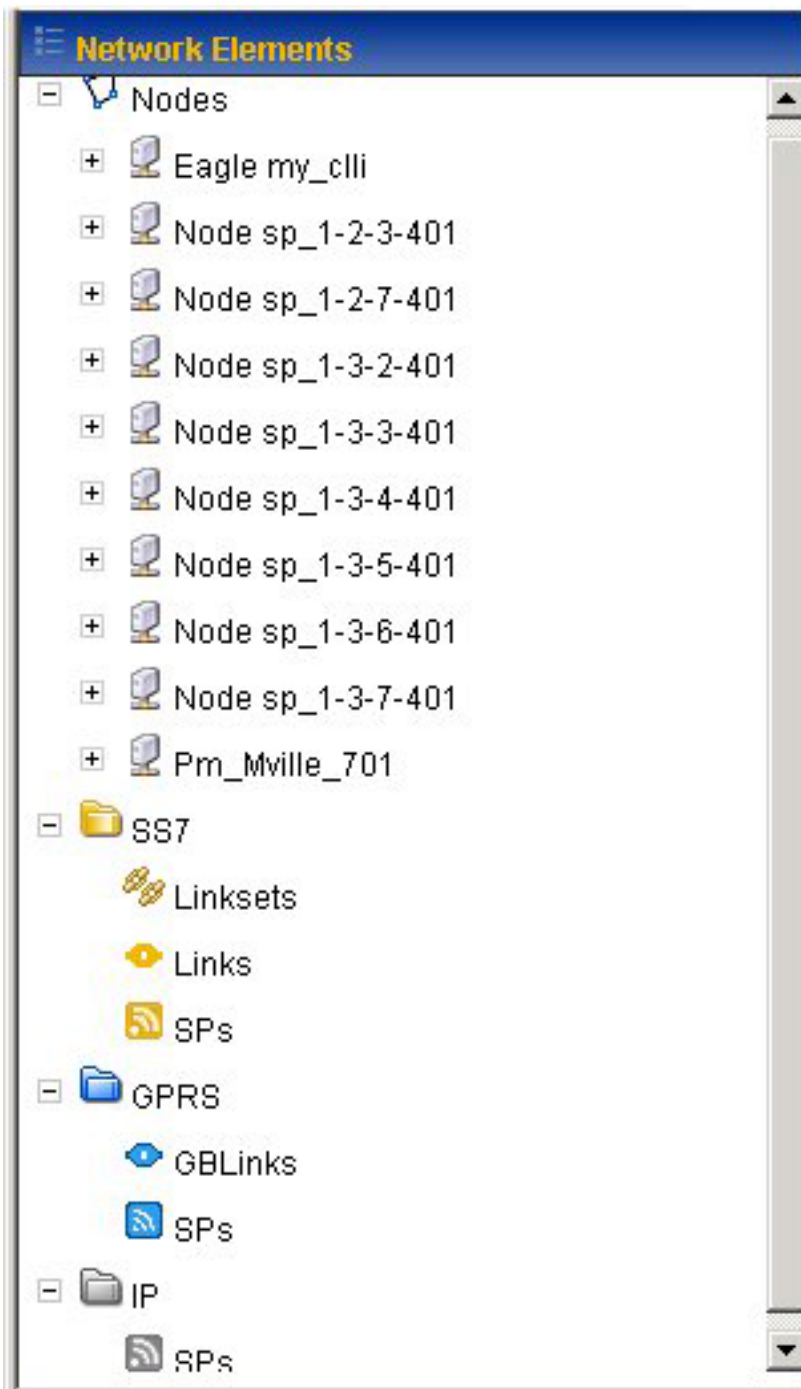 Network Elements
Nodes
Eagle my_clli
Node sp_1-2-3-401
Node sp_1-2-7-401
Node sp_1-3-2-401
Node sp_1-3-3-401
Node sp_1-3-4-401
Node sp_1-3-5-401
Node sp_1-3-6-401
Node sp_1-3-7-401
Pm_Mville_701
SS7
Linksets
Links
SPs
GPRS
GBLinks
SPs
IP
SPs